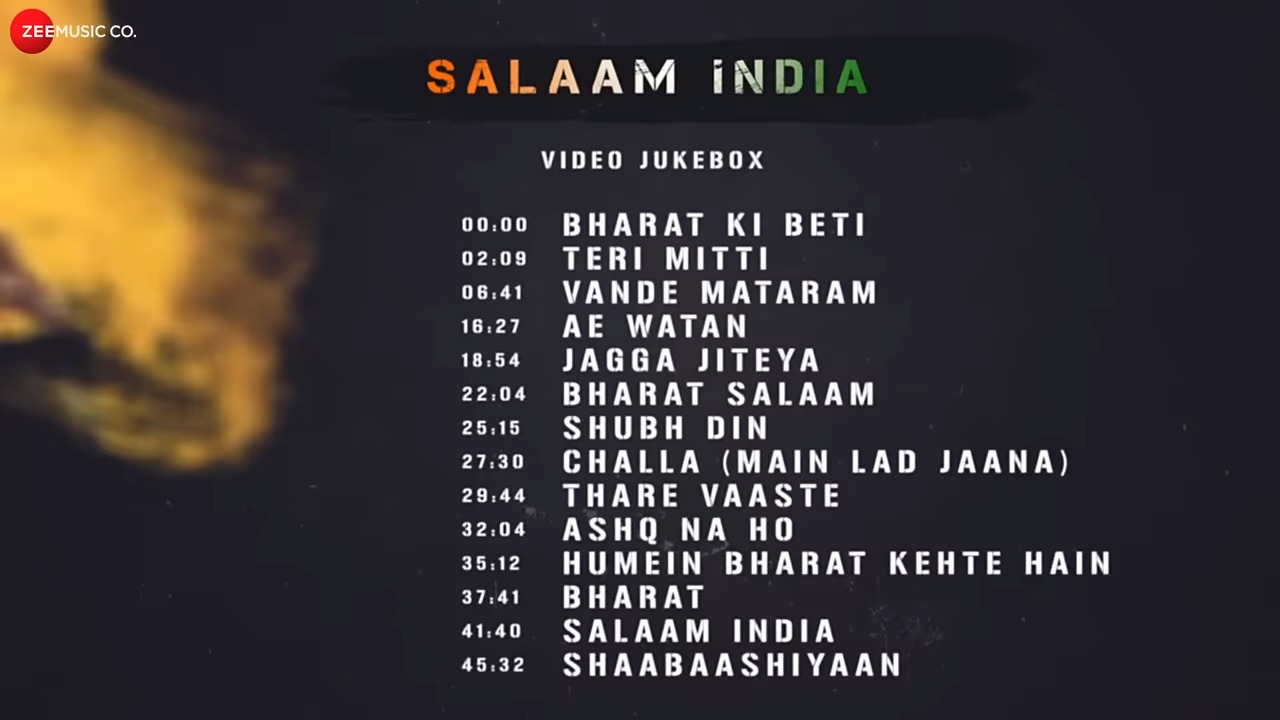 ZEE MUSIC CO.
SALAAM INDIA
VIDEO JUKEBOX
00:00 BHARAT KI BETI
02:09 TERI MITTI
06:41 VANDE MATARAM
16:27 AE WATAN
18:54 JAGGA JITEYA
22:04 BHARAT SALAAM
25:15 SHUBH DIN
27:30 CHALLA (MAIN LAD JAANA)
29:44 THARE VAASTE
32:04 ASHQ NA HO
35:12 HUMEIN BHARAT KEHTE HAIN
37:41 BHARAT
41:40 SALAAM INDIA
45:32 SHAABAASHIYAAN